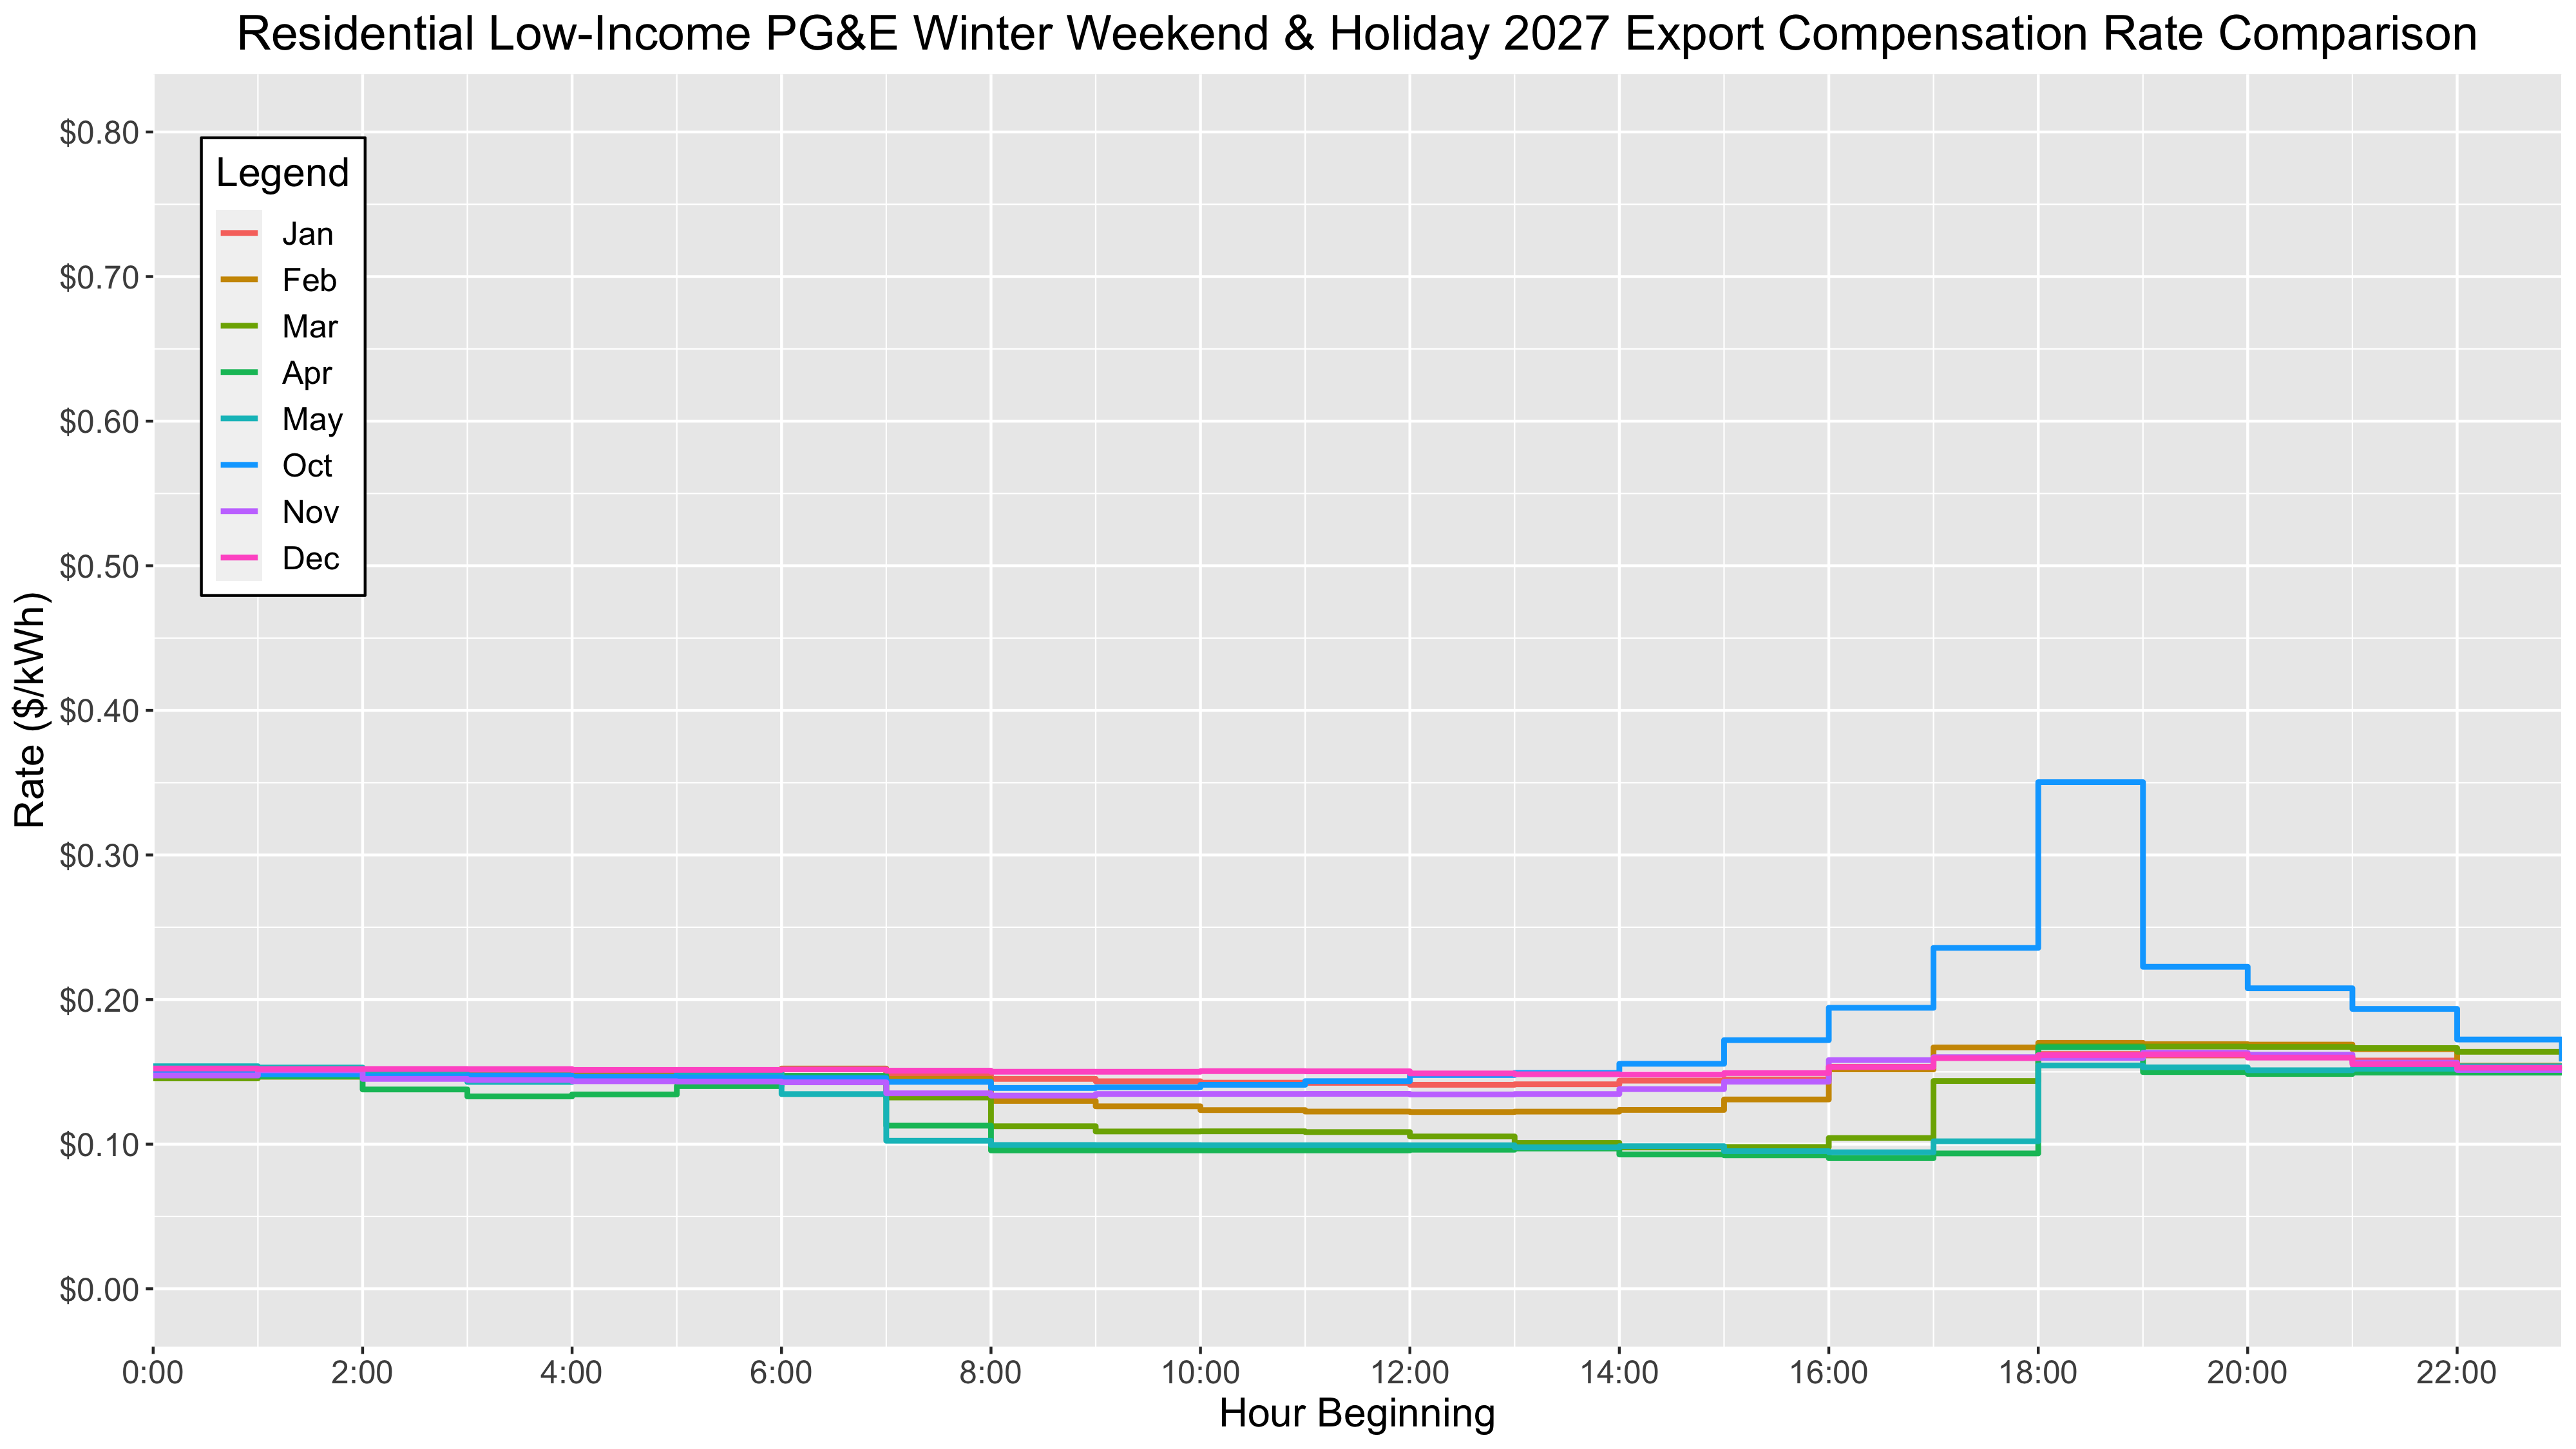 Residential Low-Income PG&E Winter Weekend & Holiday 2027 Export Compensation Rate Comparison
$0.80
$0.70
$0.60
$0.50
$0.40
$0.30
$0.20
$0.10
$0.00
Rate ($/kWh)
Legend
Jan
Feb
Mar
Apr
May
Oct
Nov
Dec
0:00 2:00 4:00 6:00 8:00 10:00 12:00 14:00 16:00 18:00 20:00 22:00
Hour Beginning